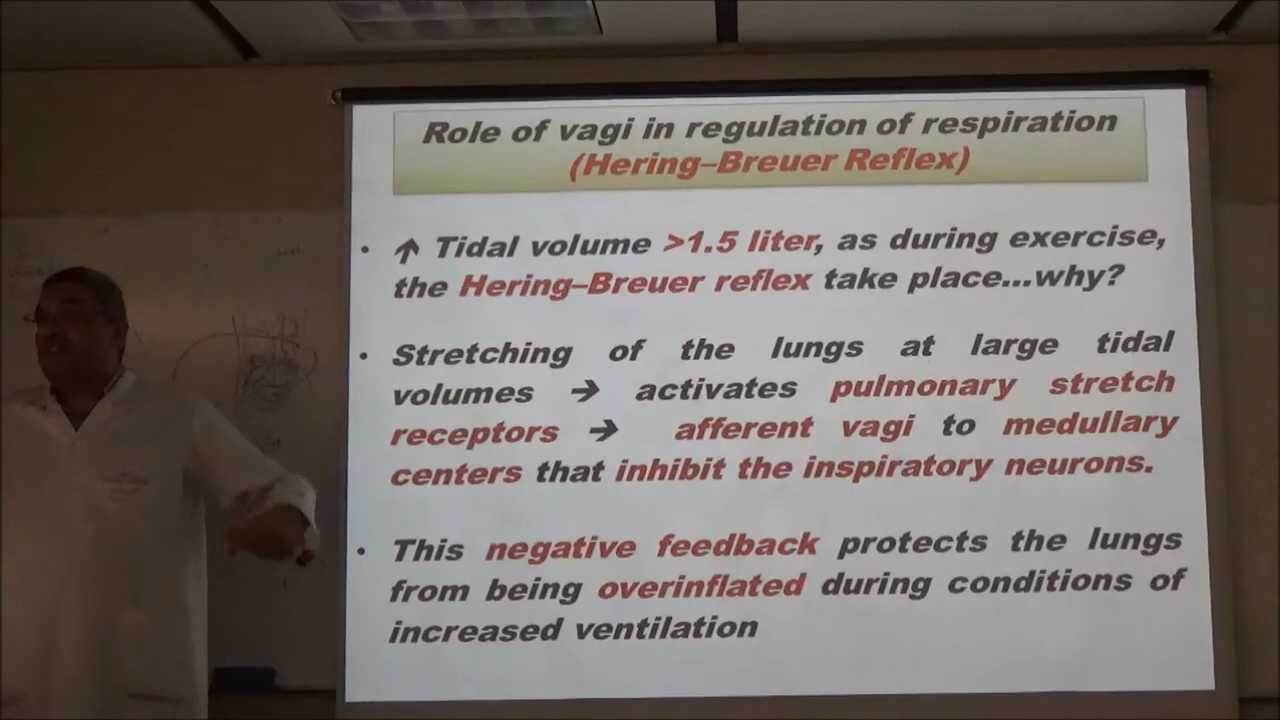 Role of vagi in regulation of respiration
(Hering–Breuer Reflex)
• ↑ Tidal volume >1.5 liter, as during exercise,
the Hering–Breuer reflex take place...why?
• Stretching of the lungs at large tidal
volumes → activates pulmonary stretch
receptors → afferent vagi to medullary
centers that inhibit the inspiratory neurons.
• This negative feedback protects the lungs
from being overinflated during conditions of
increased ventilation